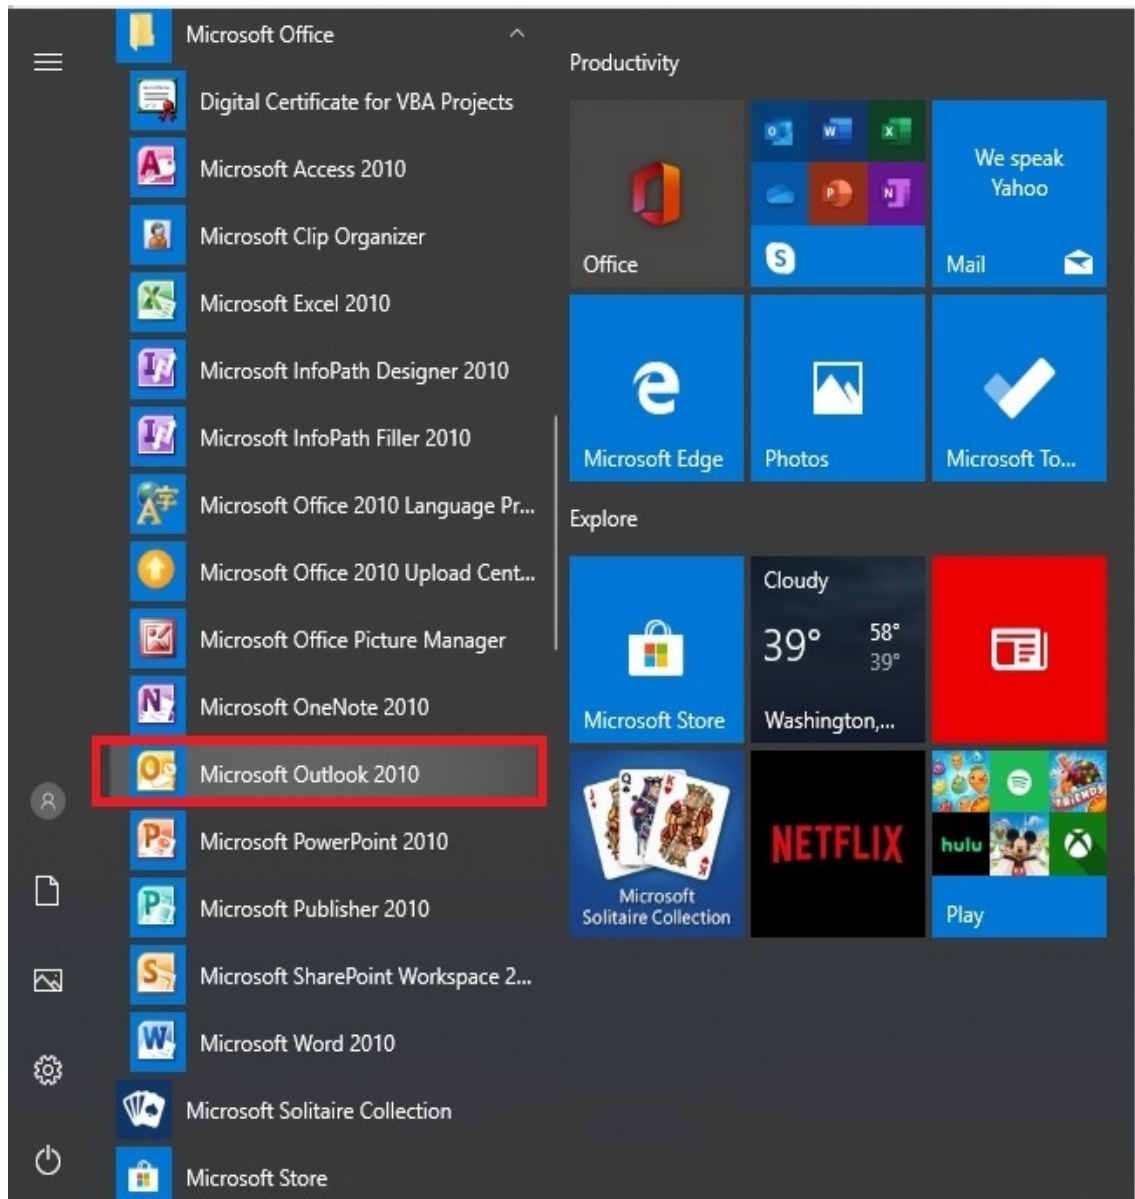 Microsoft Office
Digital Certificate for VBA Projects
Microsoft Access 2010
Microsoft Clip Organizer
Microsoft Excel 2010
Microsoft InfoPath Designer 2010
Microsoft InfoPath Filler 2010
Microsoft Office 2010 Language Pr...
Microsoft Office 2010 Upload Cent...
Microsoft Office Picture Manager
Microsoft OneNote 2010
Microsoft Outlook 2010
Microsoft PowerPoint 2010
Microsoft Publisher 2010
Microsoft SharePoint Workspace 2...
Microsoft Word 2010
Microsoft Solitaire Collection
Microsoft Store
Productivity
Office
We speak
Yahoo
Mail
Microsoft Edge
Photos
Microsoft To...
Explore
Microsoft Store
Cloudy
39° 58°
39°
Washington,...
Microsoft
Solitaire Collection
NETFLIX
FRIENDS
hulu
Play